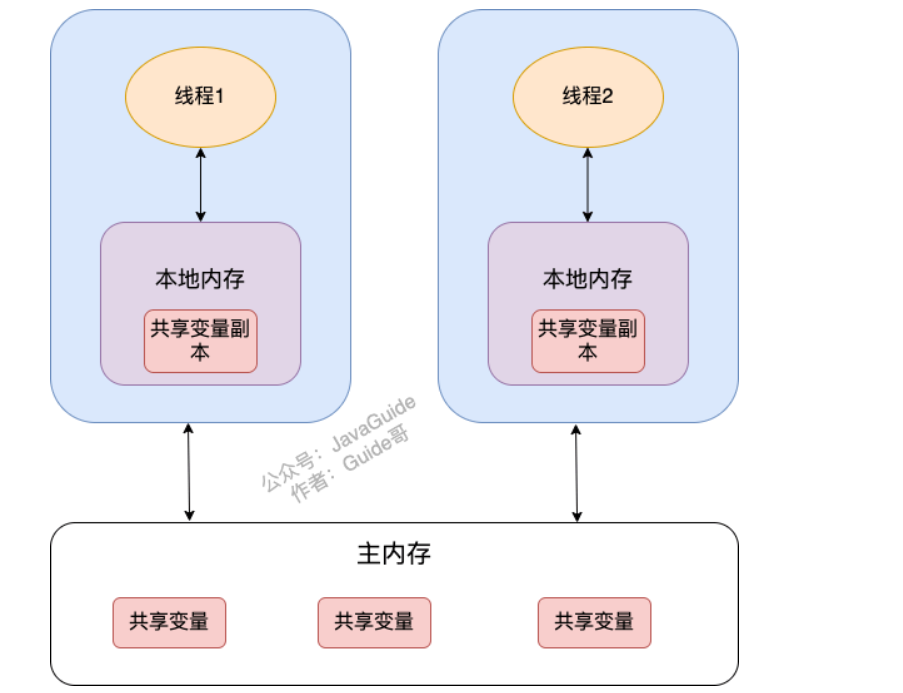 线程1
线程2
本地内存
本地内存
共享变量副
本
共享变量副
本
公众号：JavaGuide
作者：Guide哥
主内存
共享变量
共享变量
共享变量